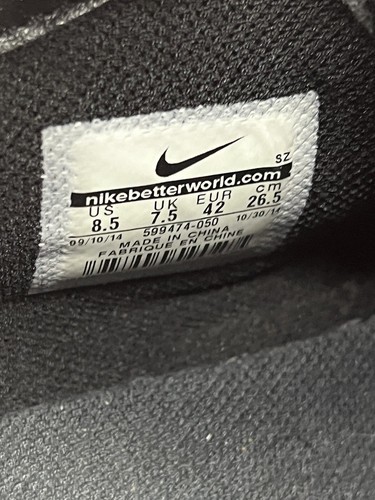 SZ
nikebetterworld.com
US UK EUR cm
8.5 7.5 42 26.5
09/10/14 599474-050 10/30/14
MADE IN CHINA
FABRIQUE EN CHINE